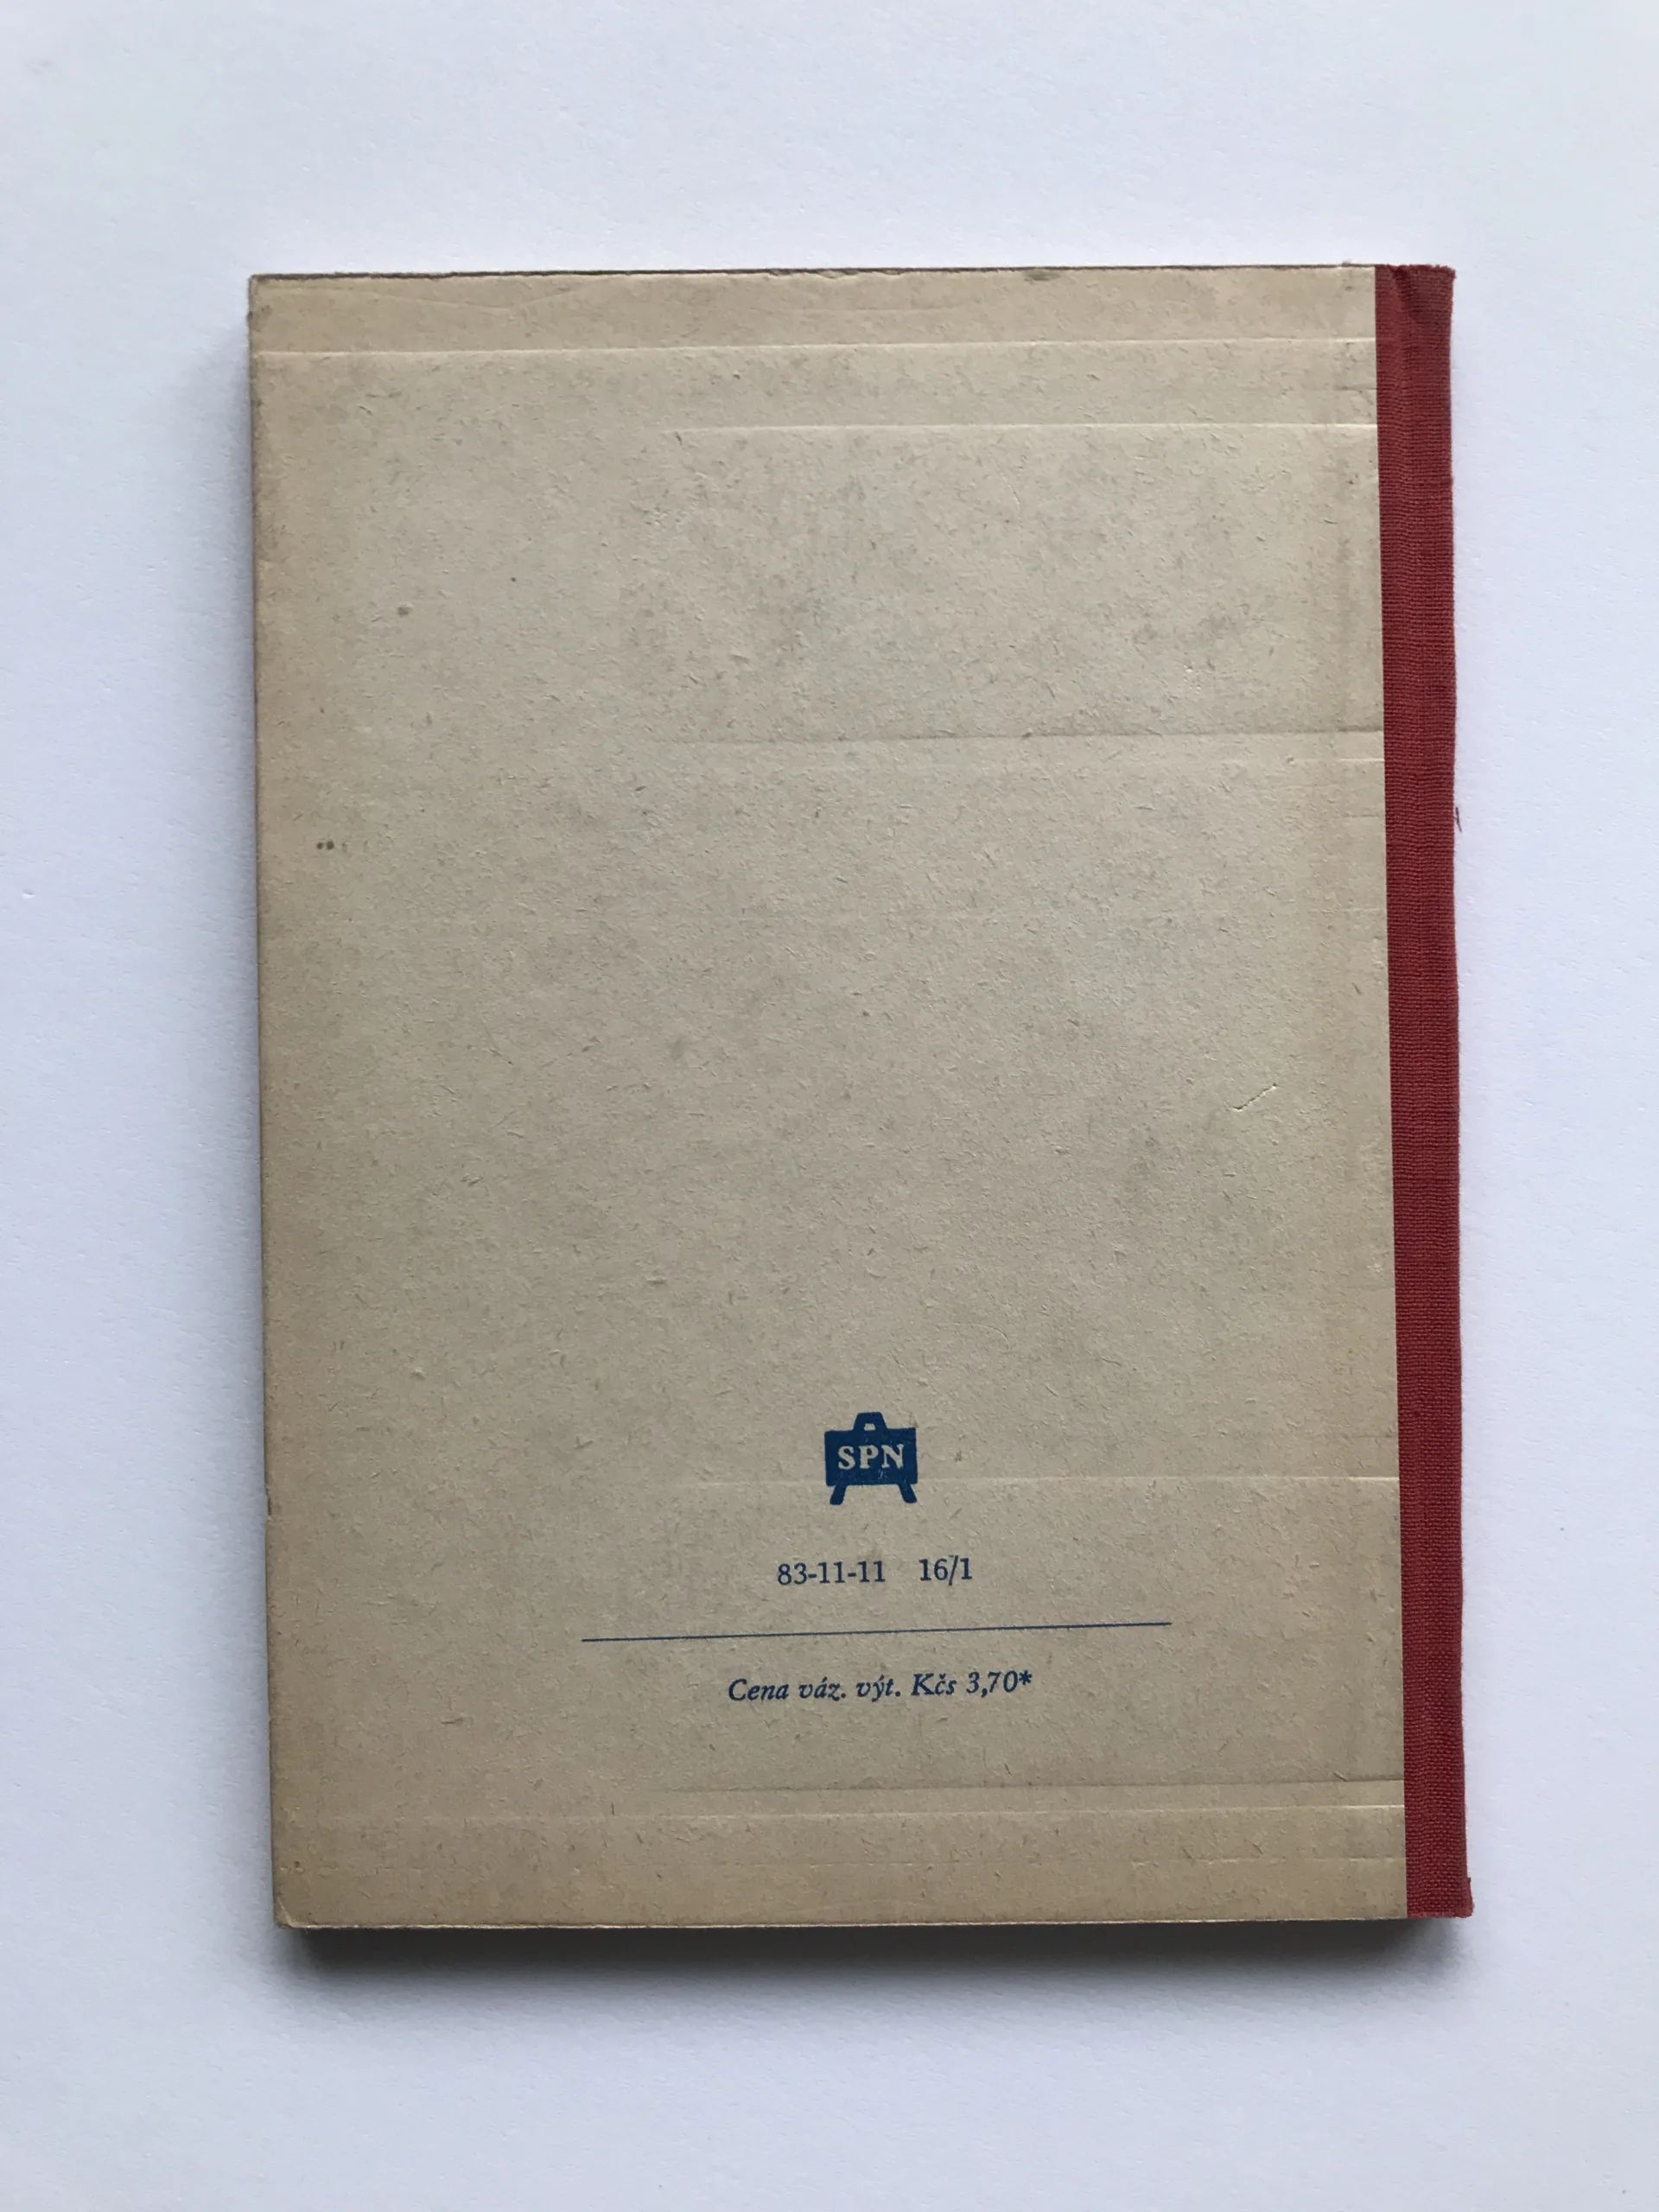 SPN
83-11-11 16/1
Cena váz. výt. Kčs 3,70*